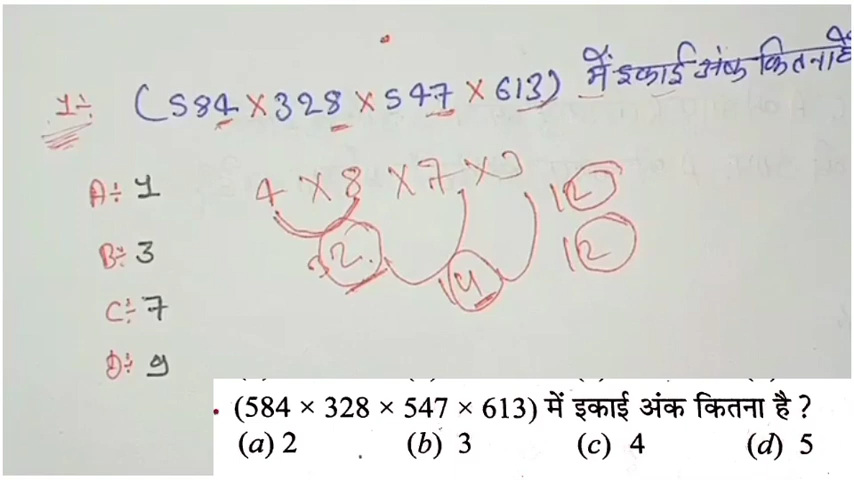 1÷ (584 × 328 × 547 × 613) में इकाई अंक कितना है
A÷ 1
4 × 8 × 7 × 3
12
32
14
12
B÷ 3
C÷ 7
D÷ 9
(584 × 328 × 547 × 613) में इकाई अंक कितना है ?
(a) 2 (b) 3 (c) 4 (d) 5